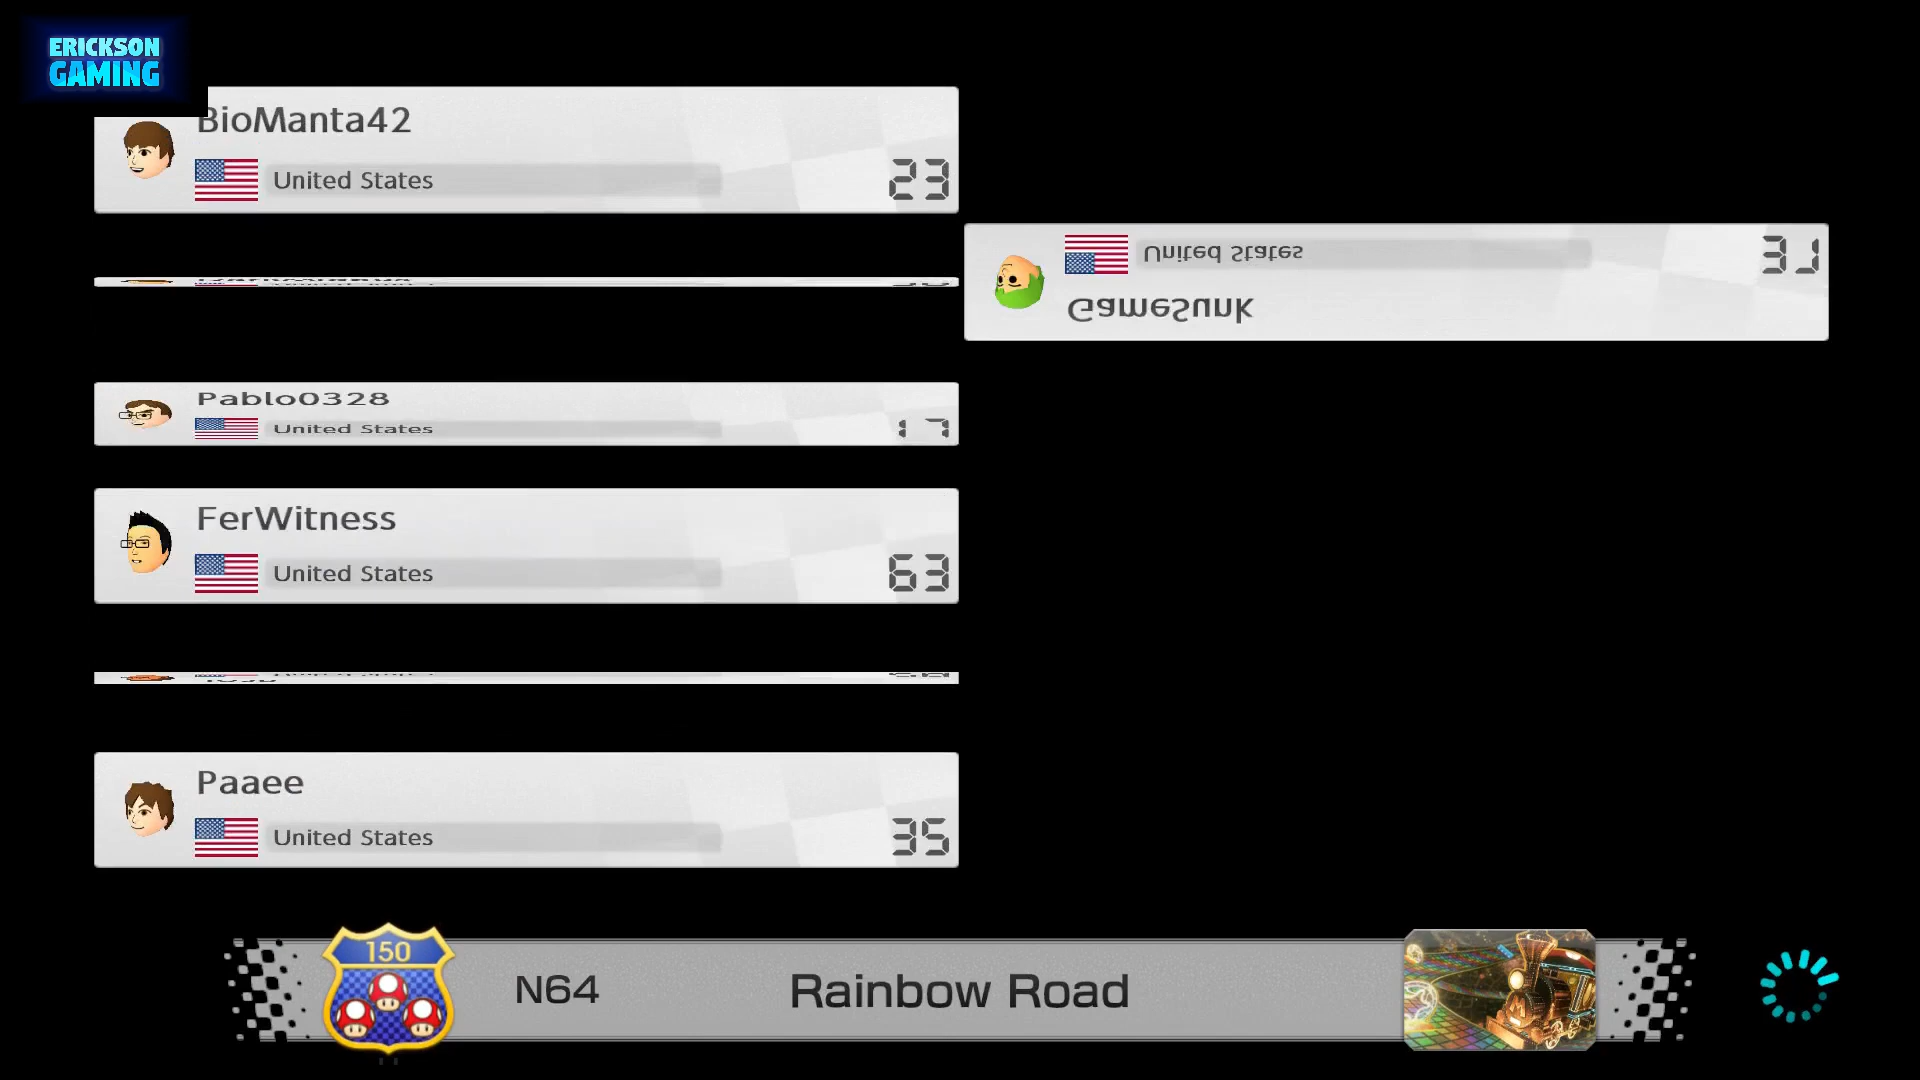 ERICKSON
GAMING
BioManta42
United States
23
United States
31
GameSunk
Pablo0328
United States
17
FerWitness
United States
63
Paaee
United States
35
150
N64
Rainbow Road